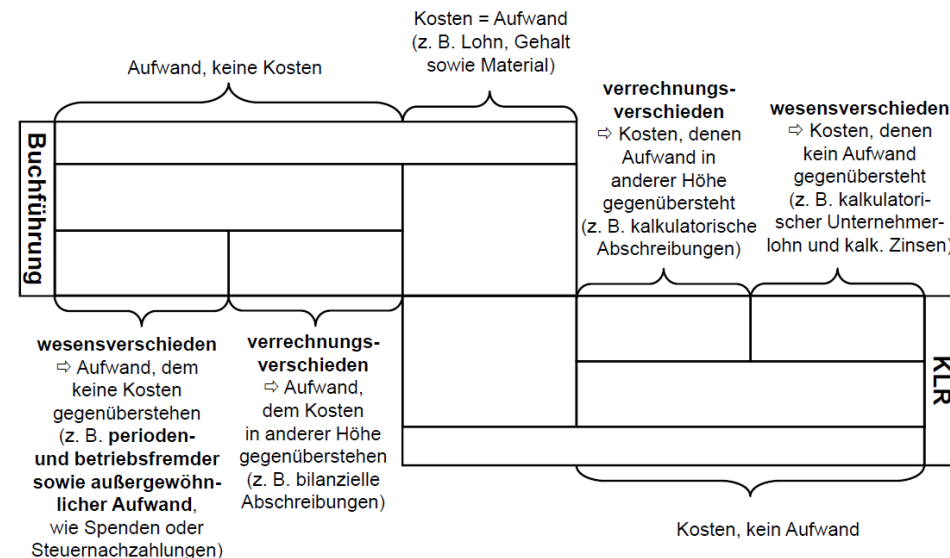 Kosten = Aufwand
(z. B. Lohn, Gehalt
sowie Material)
Aufwand, keine Kosten
verrechnungs-
verschieden
⇨ Kosten, denen
Aufwand in
anderer Höhe
gegenübersteht
(z. B. kalkulatorische
Abschreibungen)
wesensverschieden
⇨ Kosten, denen
kein Aufwand
gegenübersteht
(z. B. kalkulatori-
scher Unternehmer-
lohn und kalk. Zinsen)
Buchführung
wesensverschieden
⇨ Aufwand, dem
keine Kosten
gegenüberstehen
(z. B. perioden-
und betriebsfremder
sowie außergewöhn-
licher Aufwand,
wie Spenden oder
Steuernachzahlungen)
verrechnungs-
verschieden
⇨ Aufwand,
dem Kosten
in anderer Höhe
gegenüberstehen
(z. B. bilanzielle
Abschreibungen)
KLR
Kosten, kein Aufwand